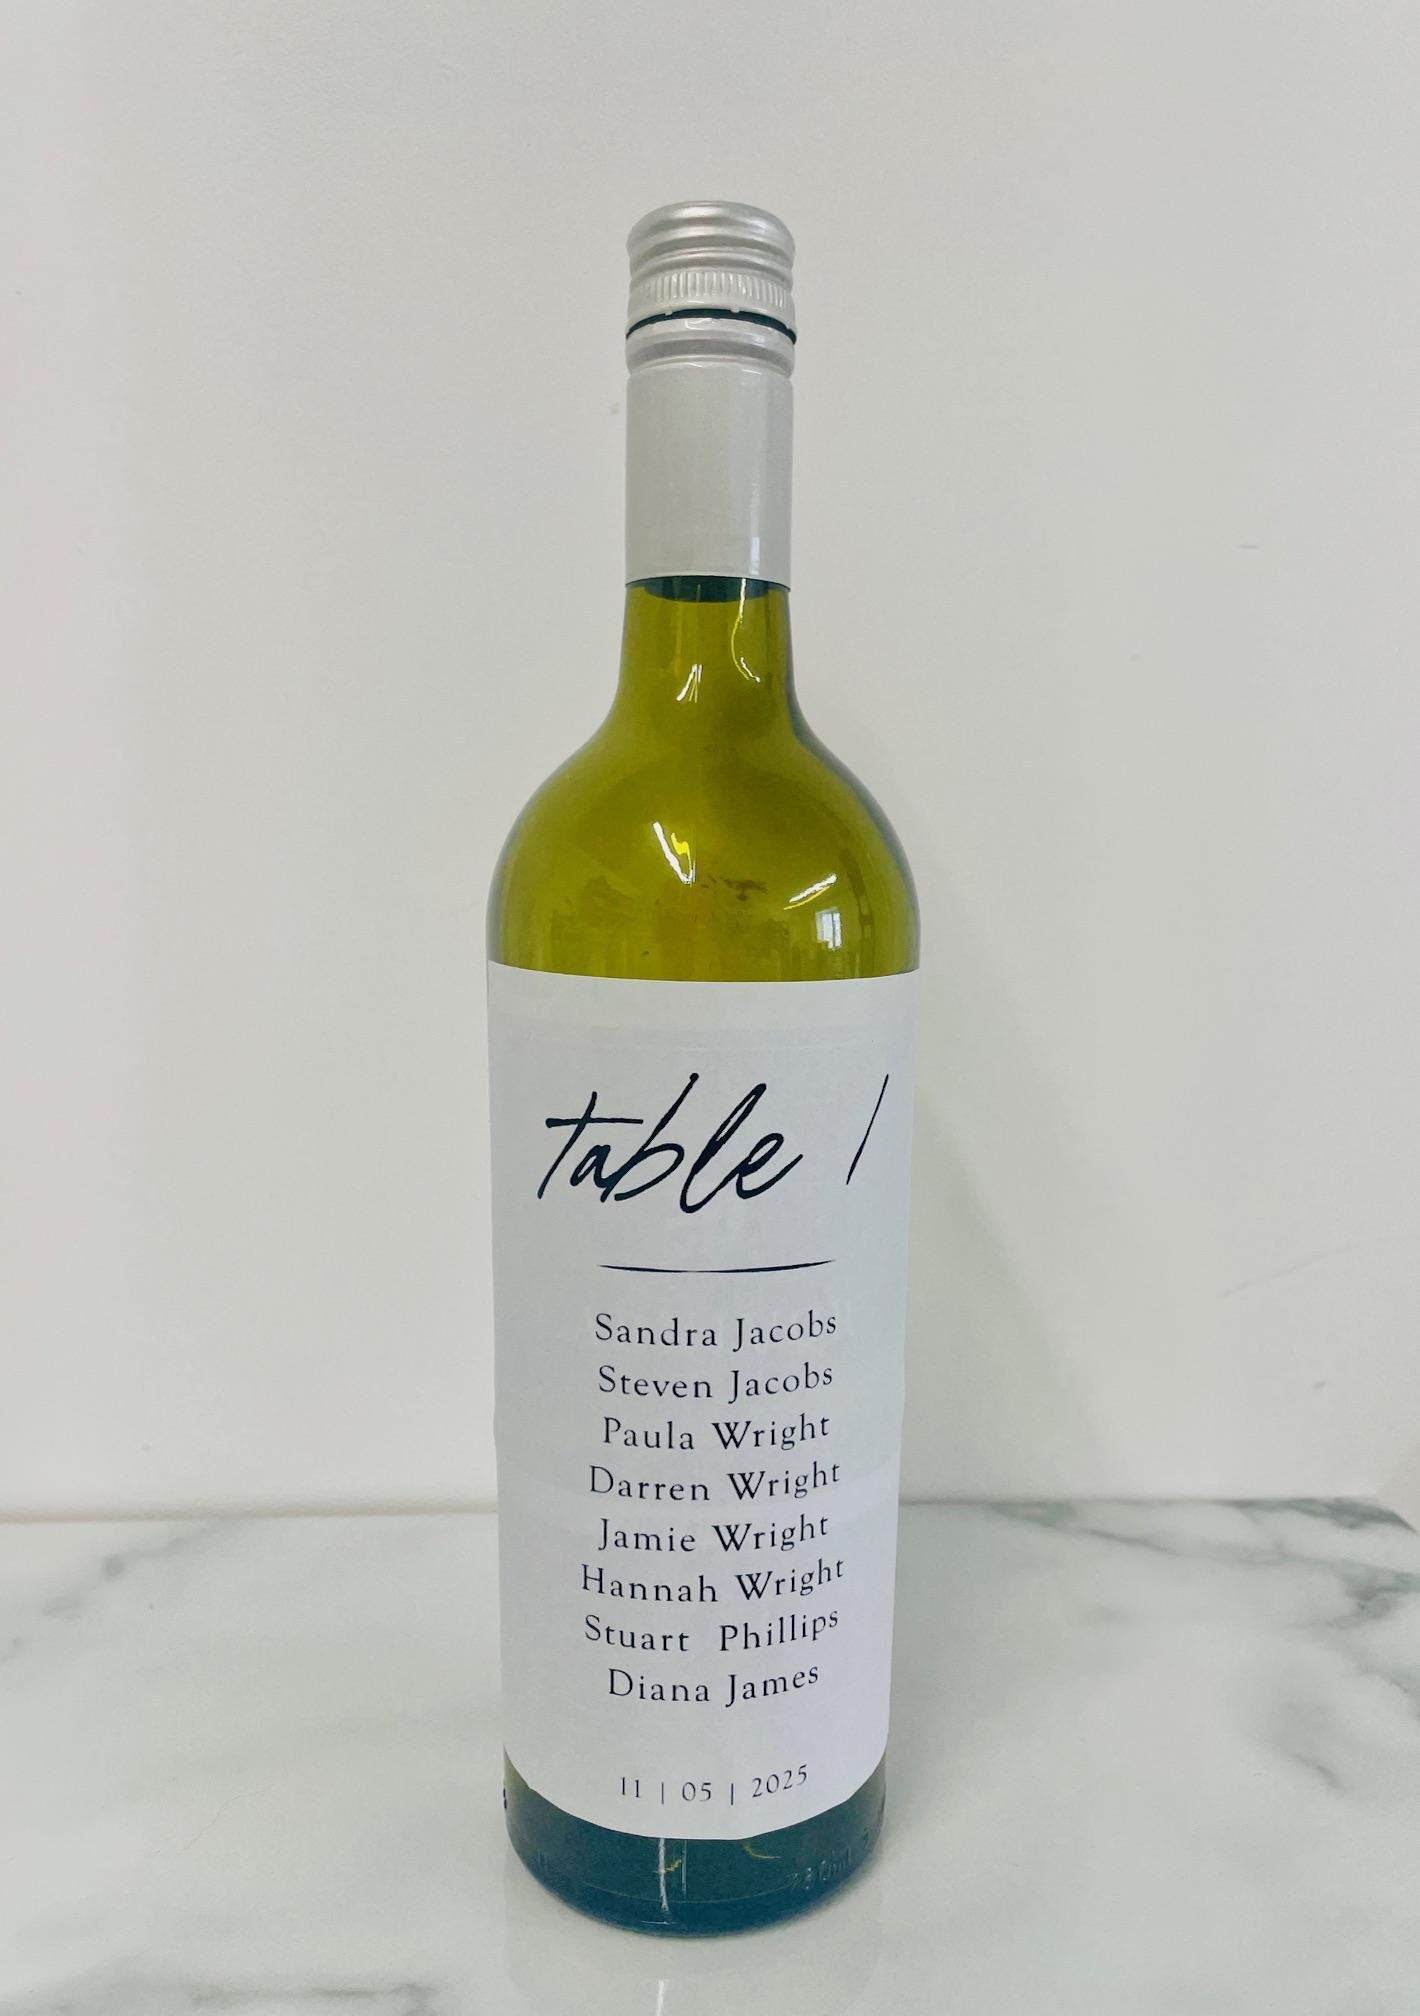 table 1
Sandra Jacobs
Steven Jacobs
Paula Wright
Darren Wright
Jamie Wright
Hannah Wright
Stuart Phillips
Diana James
11 | 05 | 2025